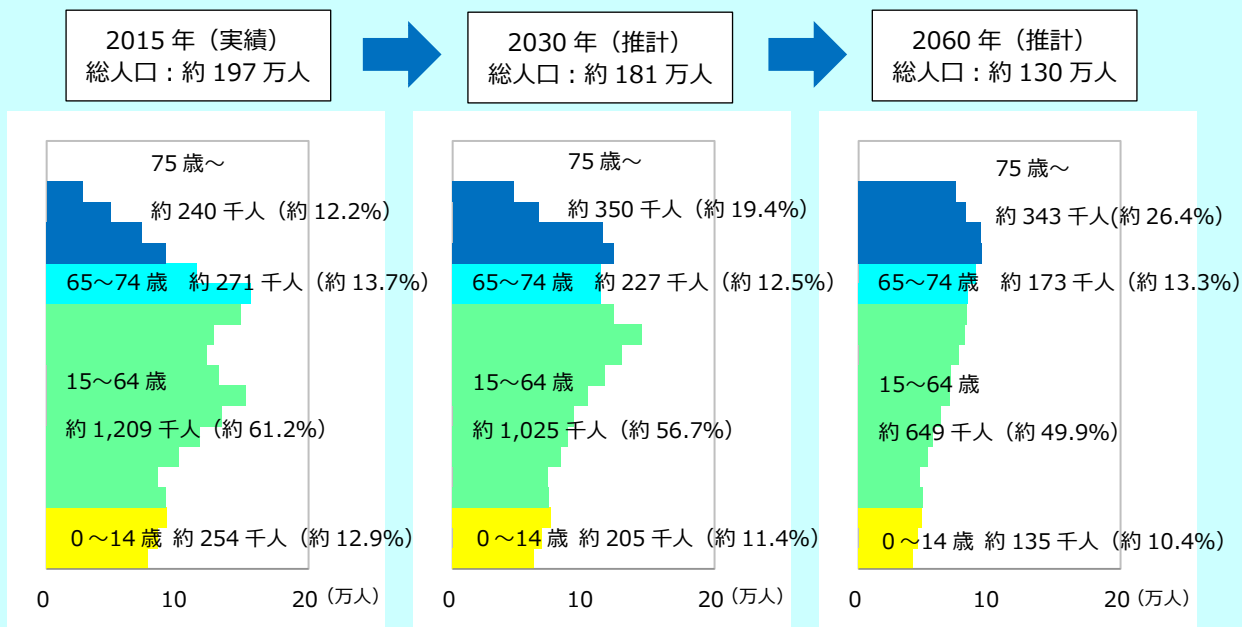 2015 年（実績）
総人口：約 197 万人
2030 年（推計）
総人口：約 181 万人
2060 年（推計）
総人口：約 130 万人
75 歳～
約 240 千人（約 12.2%）
65～74 歳 約 271 千人（約 13.7%）
15～64 歳
約 1,209 千人（約 61.2%）
0～14 歳 約 254 千人（約 12.9%）
0 10 20（万人）
75 歳～
約 350 千人（約 19.4%）
65～74 歳 約 227 千人（約 12.5%）
15～64 歳
約 1,025 千人（約 56.7%）
0～14 歳 約 205 千人（約 11.4%）
0 10 20（万人）
75 歳～
約 343 千人(約 26.4%）
65～74 歳 約 173 千人（約 13.3%）
15～64 歳
約 649 千人（約 49.9%）
0～14 歳 約 135 千人（約 10.4%）
0 10 20（万人）